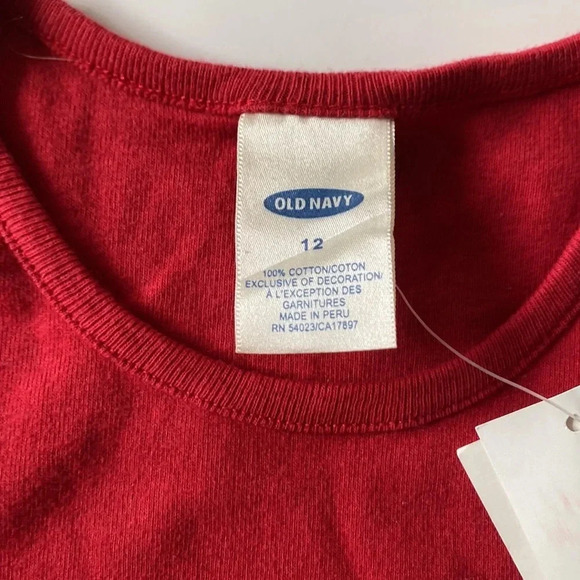 OLD NAVY
12
100% COTTON/COTON
EXCLUSIVE OF DECORATION/
À L'EXCEPTION DES
GARNITURES
MADE IN PERU
RN 54023/CA17897